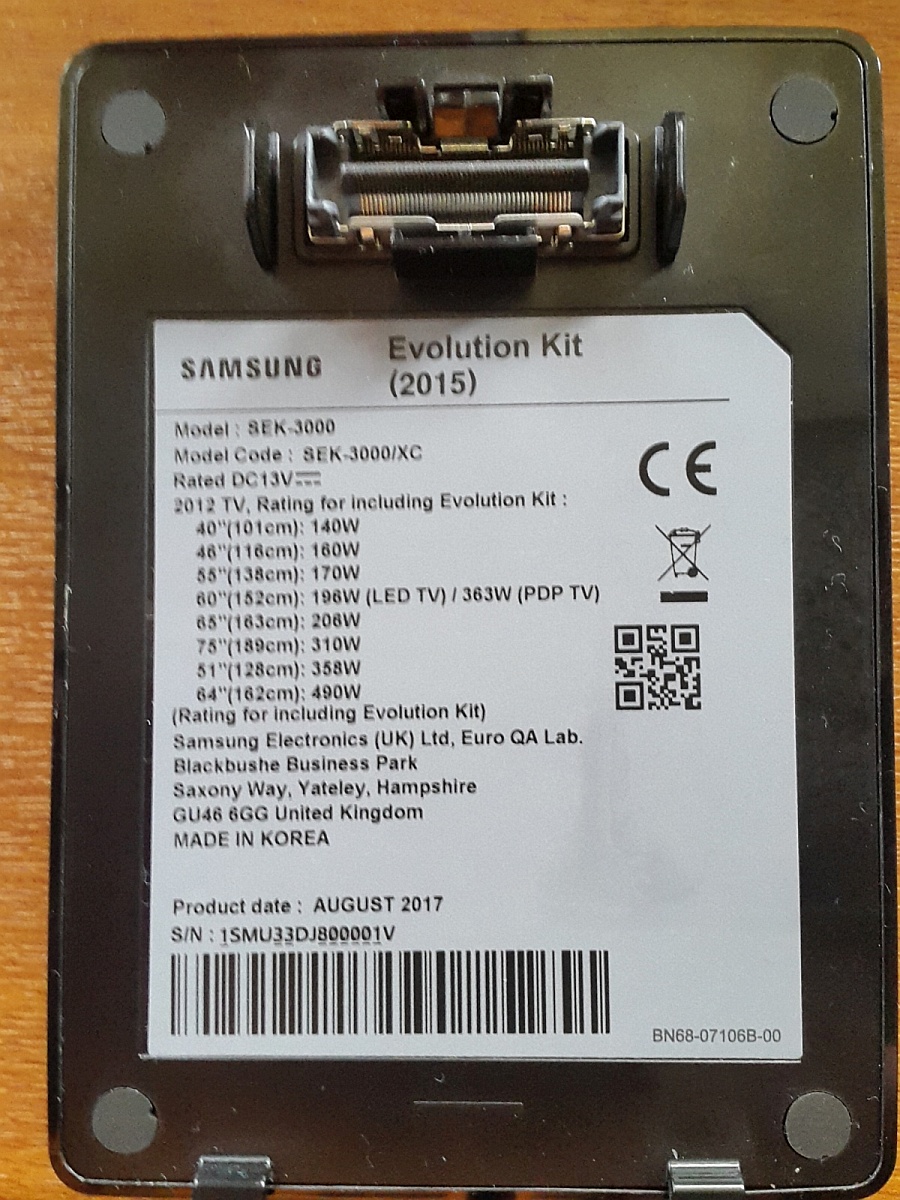 SAMSUNG
Evolution Kit
(2015)
Model : SEK-3000
Model Code : SEK-3000/XC
Rated DC13V
2012 TV, Rating for including Evolution Kit :
40"(101cm): 140W
46"(116cm): 160W
55"(138cm): 170W
60"(152cm): 196W (LED TV) / 363W (PDP TV)
65"(163cm): 206W
75"(189cm): 310W
51"(128cm): 358W
64"(162cm): 490W
(Rating for including Evolution Kit)
Samsung Electronics (UK) Ltd, Euro QA Lab.
Blackbushe Business Park
Saxony Way, Yateley, Hampshire
GU46 6GG United Kingdom
MADE IN KOREA
CE
Product date : AUGUST 2017
S/N : 1SMU33DJ800001V
BN68-07106B-00